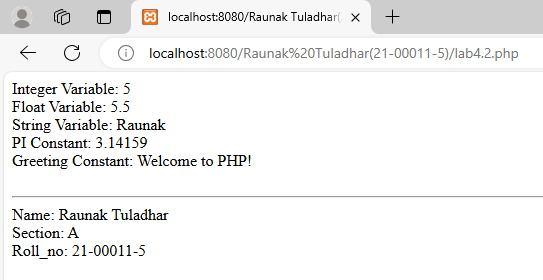 localhost:8080/Raunak Tuladhar(
localhost:8080/Raunak%20Tuladhar(21-00011-5)/lab4.2.php
Integer Variable: 5
Float Variable: 5.5
String Variable: Raunak
PI Constant: 3.14159
Greeting Constant: Welcome to PHP!
Name: Raunak Tuladhar
Section: A
Roll_no: 21-00011-5